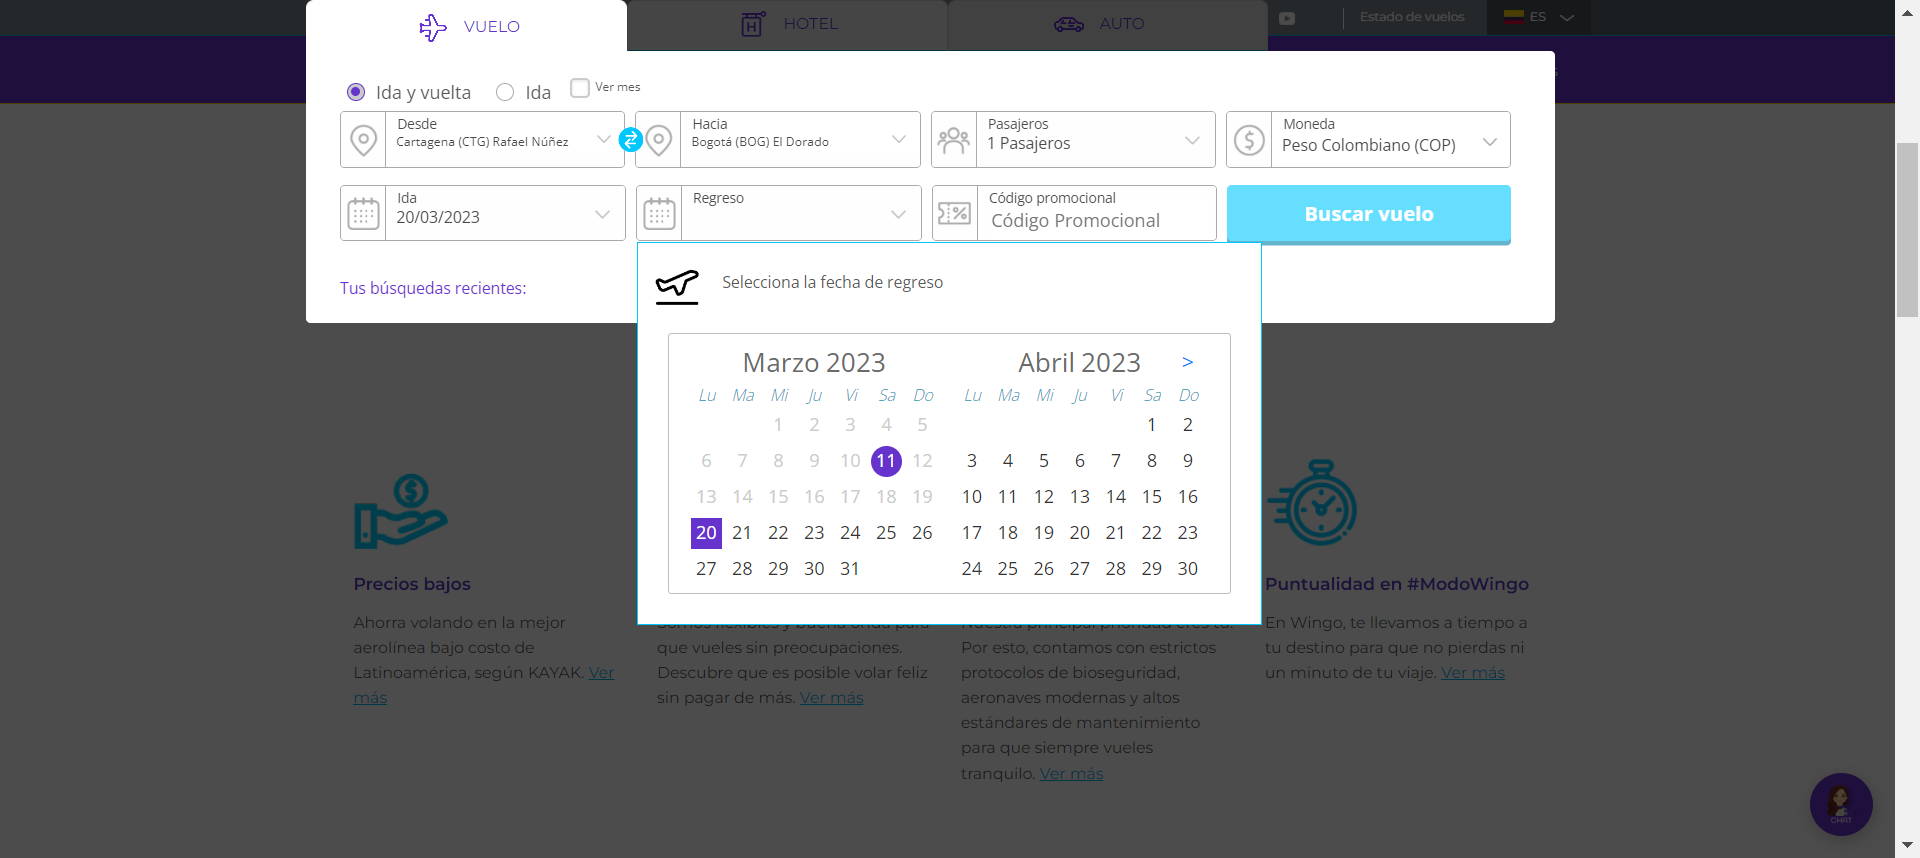 VUELO
HOTEL
AUTO
Estado de vuelos
ES
Ida y vuelta
Ida
Ver mes
Desde
Cartagena (CTG) Rafael Núñez
Hacia
Bogotá (BOG) El Dorado
Pasajeros
1 Pasajeros
Moneda
Peso Colombiano (COP)
Ida
20/03/2023
Regreso
Código promocional
Código Promocional
Buscar vuelo
Tus búsquedas recientes:
Selecciona la fecha de regreso
Marzo 2023
Lu Ma Mi Ju Vi Sa Do
1 2 3 4 5
6 7 8 9 10 11 12
13 14 15 16 17 18 19
20 21 22 23 24 25 26
27 28 29 30 31
Abril 2023 >
Lu Ma Mi Ju Vi Sa Do
1 2
3 4 5 6 7 8 9
10 11 12 13 14 15 16
17 18 19 20 21 22 23
24 25 26 27 28 29 30
Precios bajos
Ahorra volando en la mejor
aerolínea bajo costo de
Latinoamérica, según KAYAK. Ver
más
que vueles sin preocupaciones.
Descubre que es posible volar feliz
sin pagar de más. Ver más
Por esto, contamos con estrictos
protocolos de bioseguridad,
aeronaves modernas y altos
estándares de mantenimiento
para que siempre vueles
tranquilo. Ver más
Puntualidad en #ModoWingo
En Wingo, te llevamos a tiempo a
tu destino para que no pierdas ni
un minuto de tu viaje. Ver más
CHAT